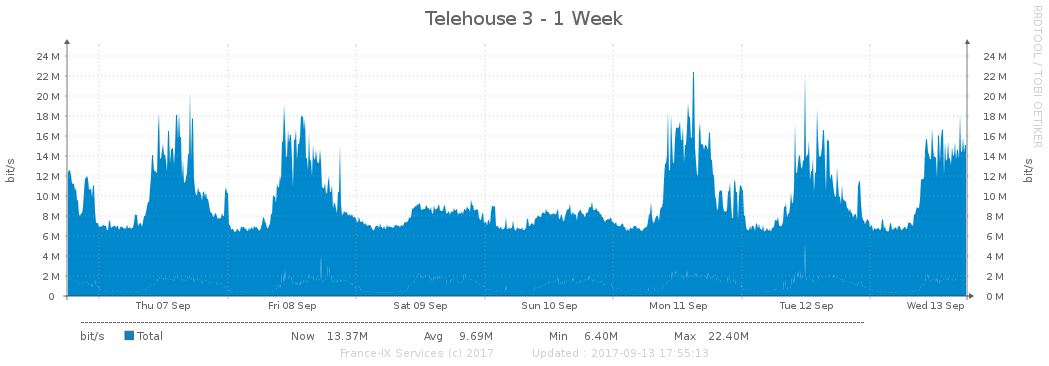 Telehouse 3 - 1 Week
RRDTOOL / TOBI OETIKER
bit/s
24 M 24 M
22 M 22 M
20 M 20 M
18 M 18 M
16 M 16 M
14 M 14 M
12 M 12 M
10 M 10 M
8 M 8 M
6 M 6 M
4 M 4 M
2 M 2 M
0 0 M
bit/s
Thu 07 Sep Fri 08 Sep Sat 09 Sep Sun 10 Sep Mon 11 Sep Tue 12 Sep Wed 13 Sep
bit/s Total Now 13.37M Avg 9.69M Min 6.40M Max 22.40M
France-IX Services (c) 2017 Updated : 2017-09-13 17:55:13